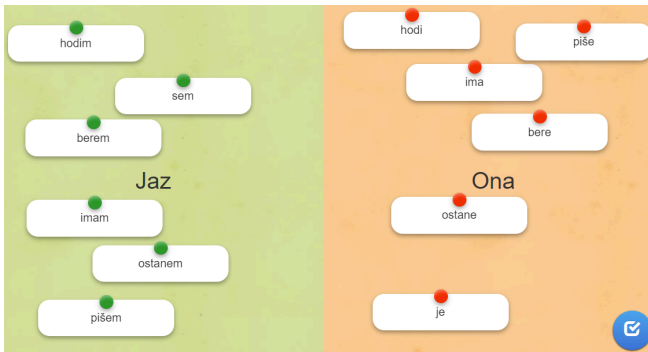 hodim
sem
berem
Jaz
imam
ostanem
pišem
hodi
piše
ima
bere
Ona
ostane
je